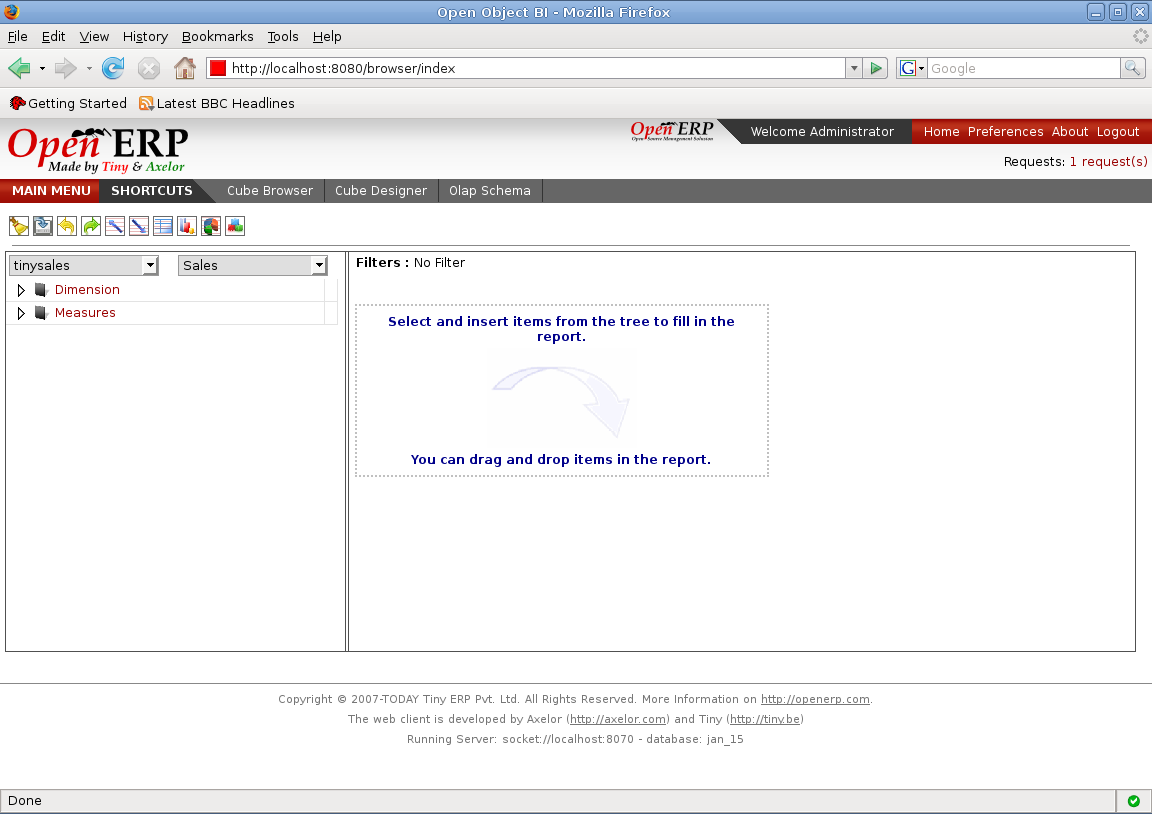 Open Object BI - Mozilla Firefox
File Edit View History Bookmarks Tools Help
http://localhost:8080/browser/index
G Google
Getting Started Latest BBC Headlines
Open ERP
Made by Tiny & Axelor
Open ERP
Open Source Management Solution
Welcome Administrator
Home Preferences About Logout
Requests: 1 request(s)
MAIN MENU SHORTCUTS Cube Browser Cube Designer Olap Schema
tinysales Sales
Dimension
Measures
Filters : No Filter
Select and insert items from the tree to fill in the
report.
You can drag and drop items in the report.
Copyright © 2007-TODAY Tiny ERP Pvt. Ltd. All Rights Reserved. More Information on http://openerp.com.
The web client is developed by Axelor (http://axelor.com) and Tiny (http://tiny.be)
Running Server: socket://localhost:8070 - database: jan_15
Done